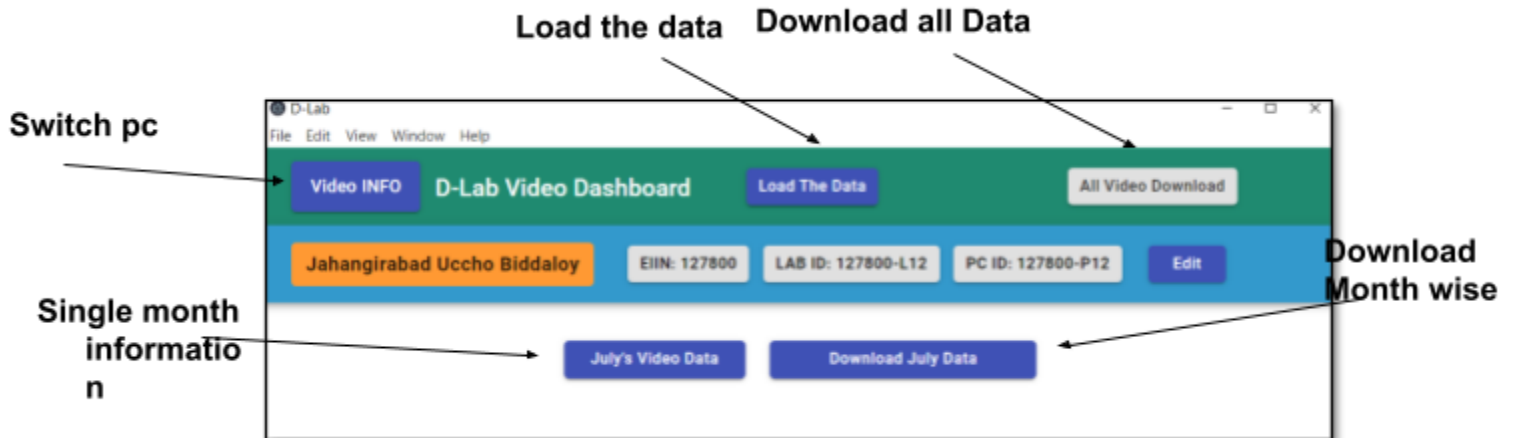 Load the data
Download all Data
Switch pc
D-Lab
File Edit View Window Help
Video INFO
D-Lab Video Dashboard
Load The Data
All Video Download
Jahangirabad Uccho Biddaloy
EIIN: 127800
LAB ID: 127800-L12
PC ID: 127800-P12
Edit
Download
Month wise
Single month
informatio
n
July's Video Data
Download July Data